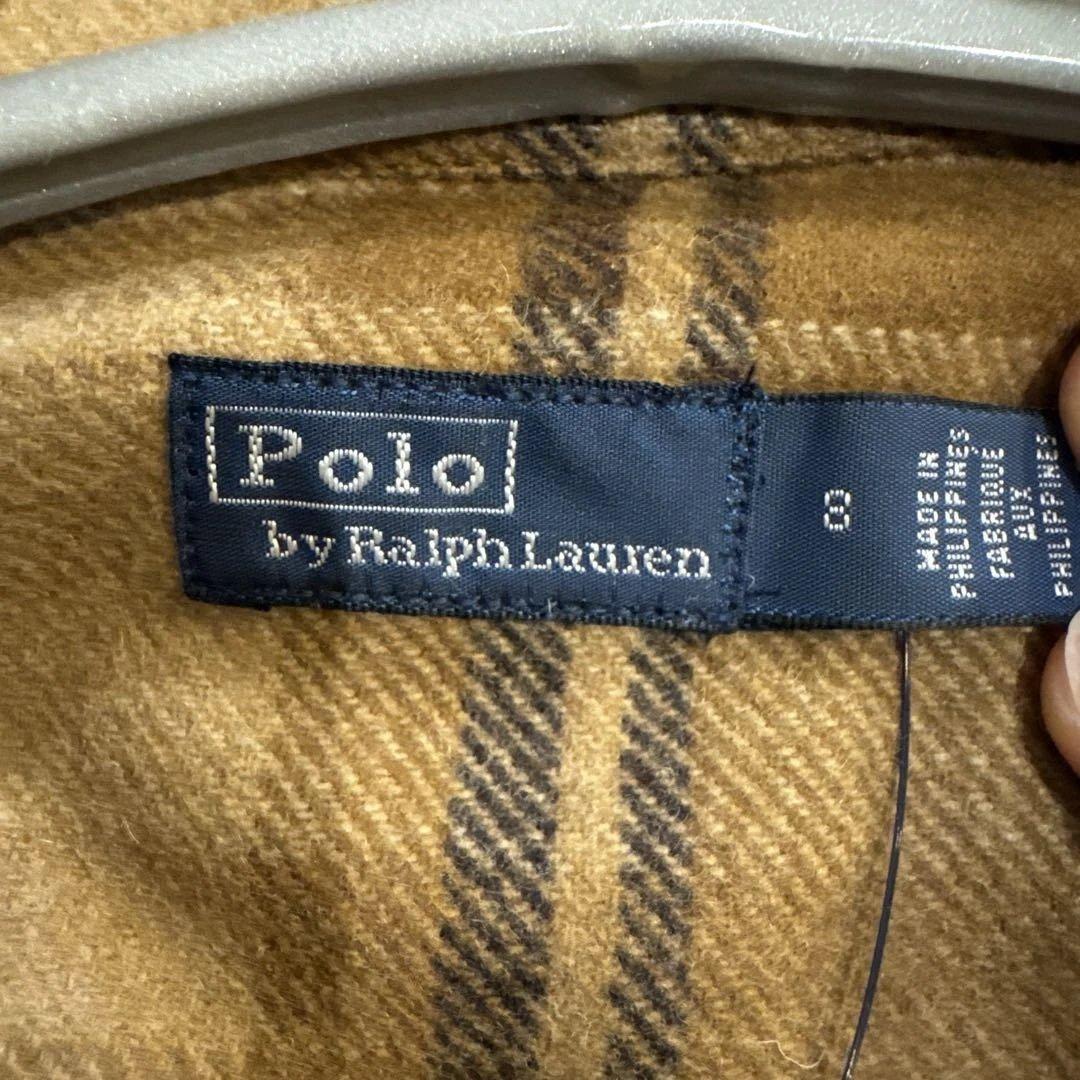 Polo
by Ralph Lauren
8
MADE IN
PHILIPPINES
FABRIQUE
AUX
PHILIPPINES